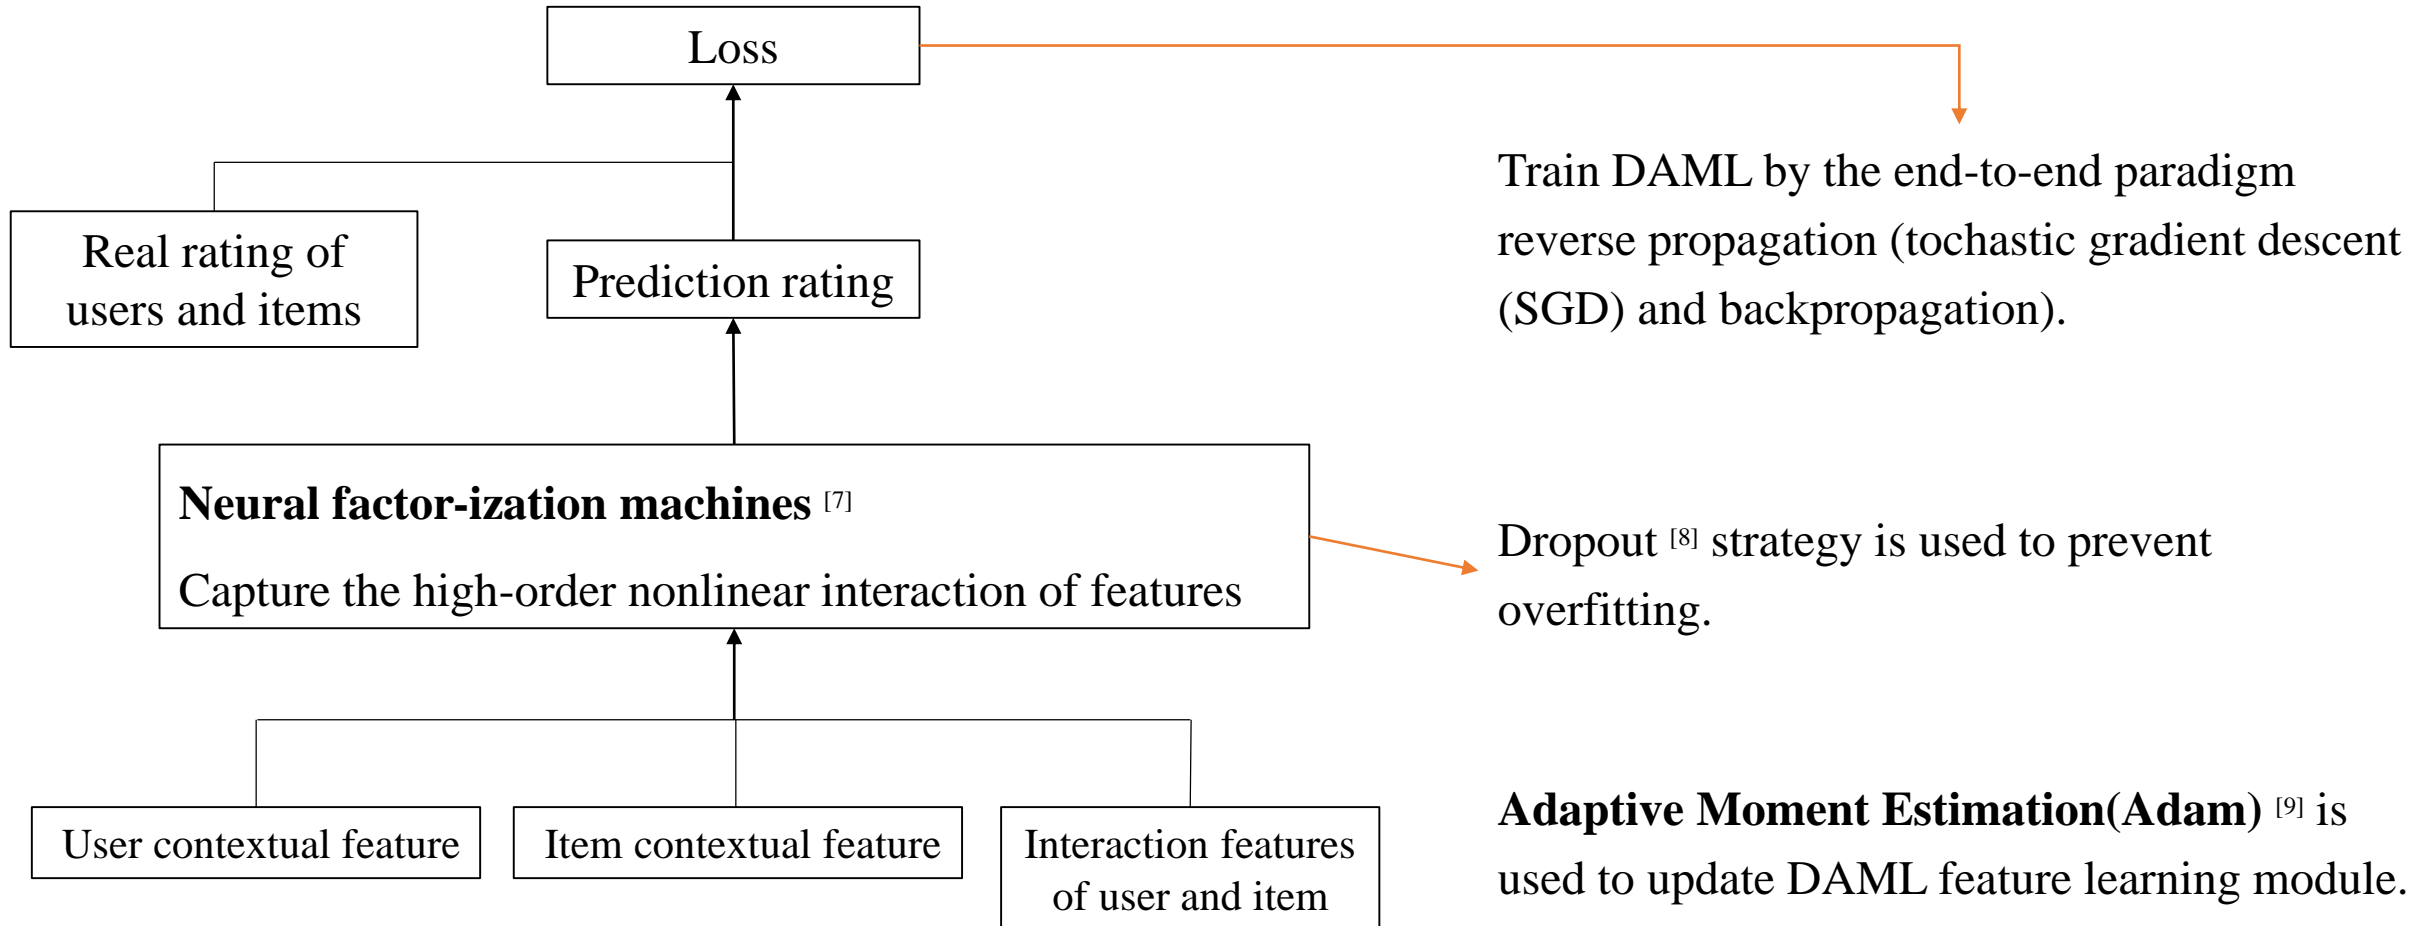 Loss
Real rating of
users and items
Prediction rating
Train DAML by the end-to-end paradigm
reverse propagation (tochastic gradient descent
(SGD) and backpropagation).
Neural factor-ization machines [7]
Capture the high-order nonlinear interaction of features
Dropout [8] strategy is used to prevent
overfitting.
User contextual feature
Item contextual feature
Interaction features
of user and item
Adaptive Moment Estimation(Adam) [9] is
used to update DAML feature learning module.